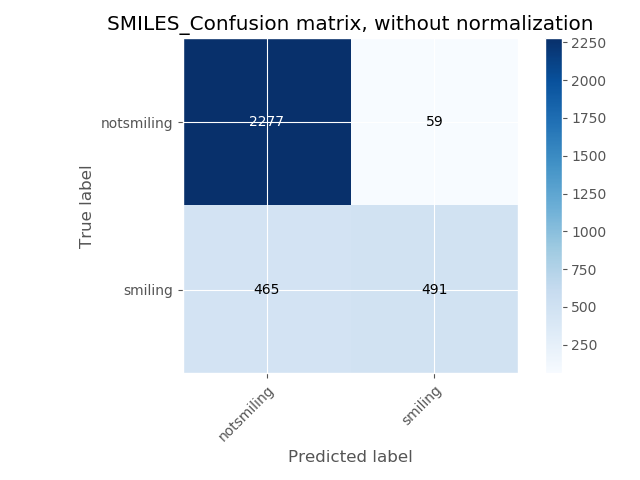 SMILES_Confusion matrix, without normalization
notsmiling
smiling
True label
2277
59
465
491
notsmiling
smiling
Predicted label
2250
2000
1750
1500
1250
1000
750
500
250